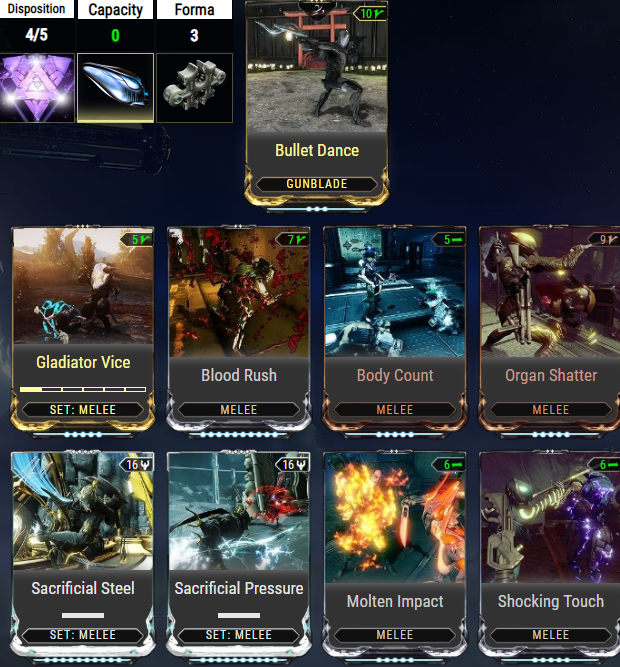 Disposition
Capacity
Forma
4/5
0
3
10
Bullet Dance
GUNBLADE
5
7
5
9
Gladiator Vice
Blood Rush
Body Count
Organ Shatter
SET: MELEE
MELEE
MELEE
MELEE
16
16
6
6
Sacrificial Steel
Sacrificial Pressure
Molten Impact
Shocking Touch
SET: MELEE
SET: MELEE
MELEE
MELEE